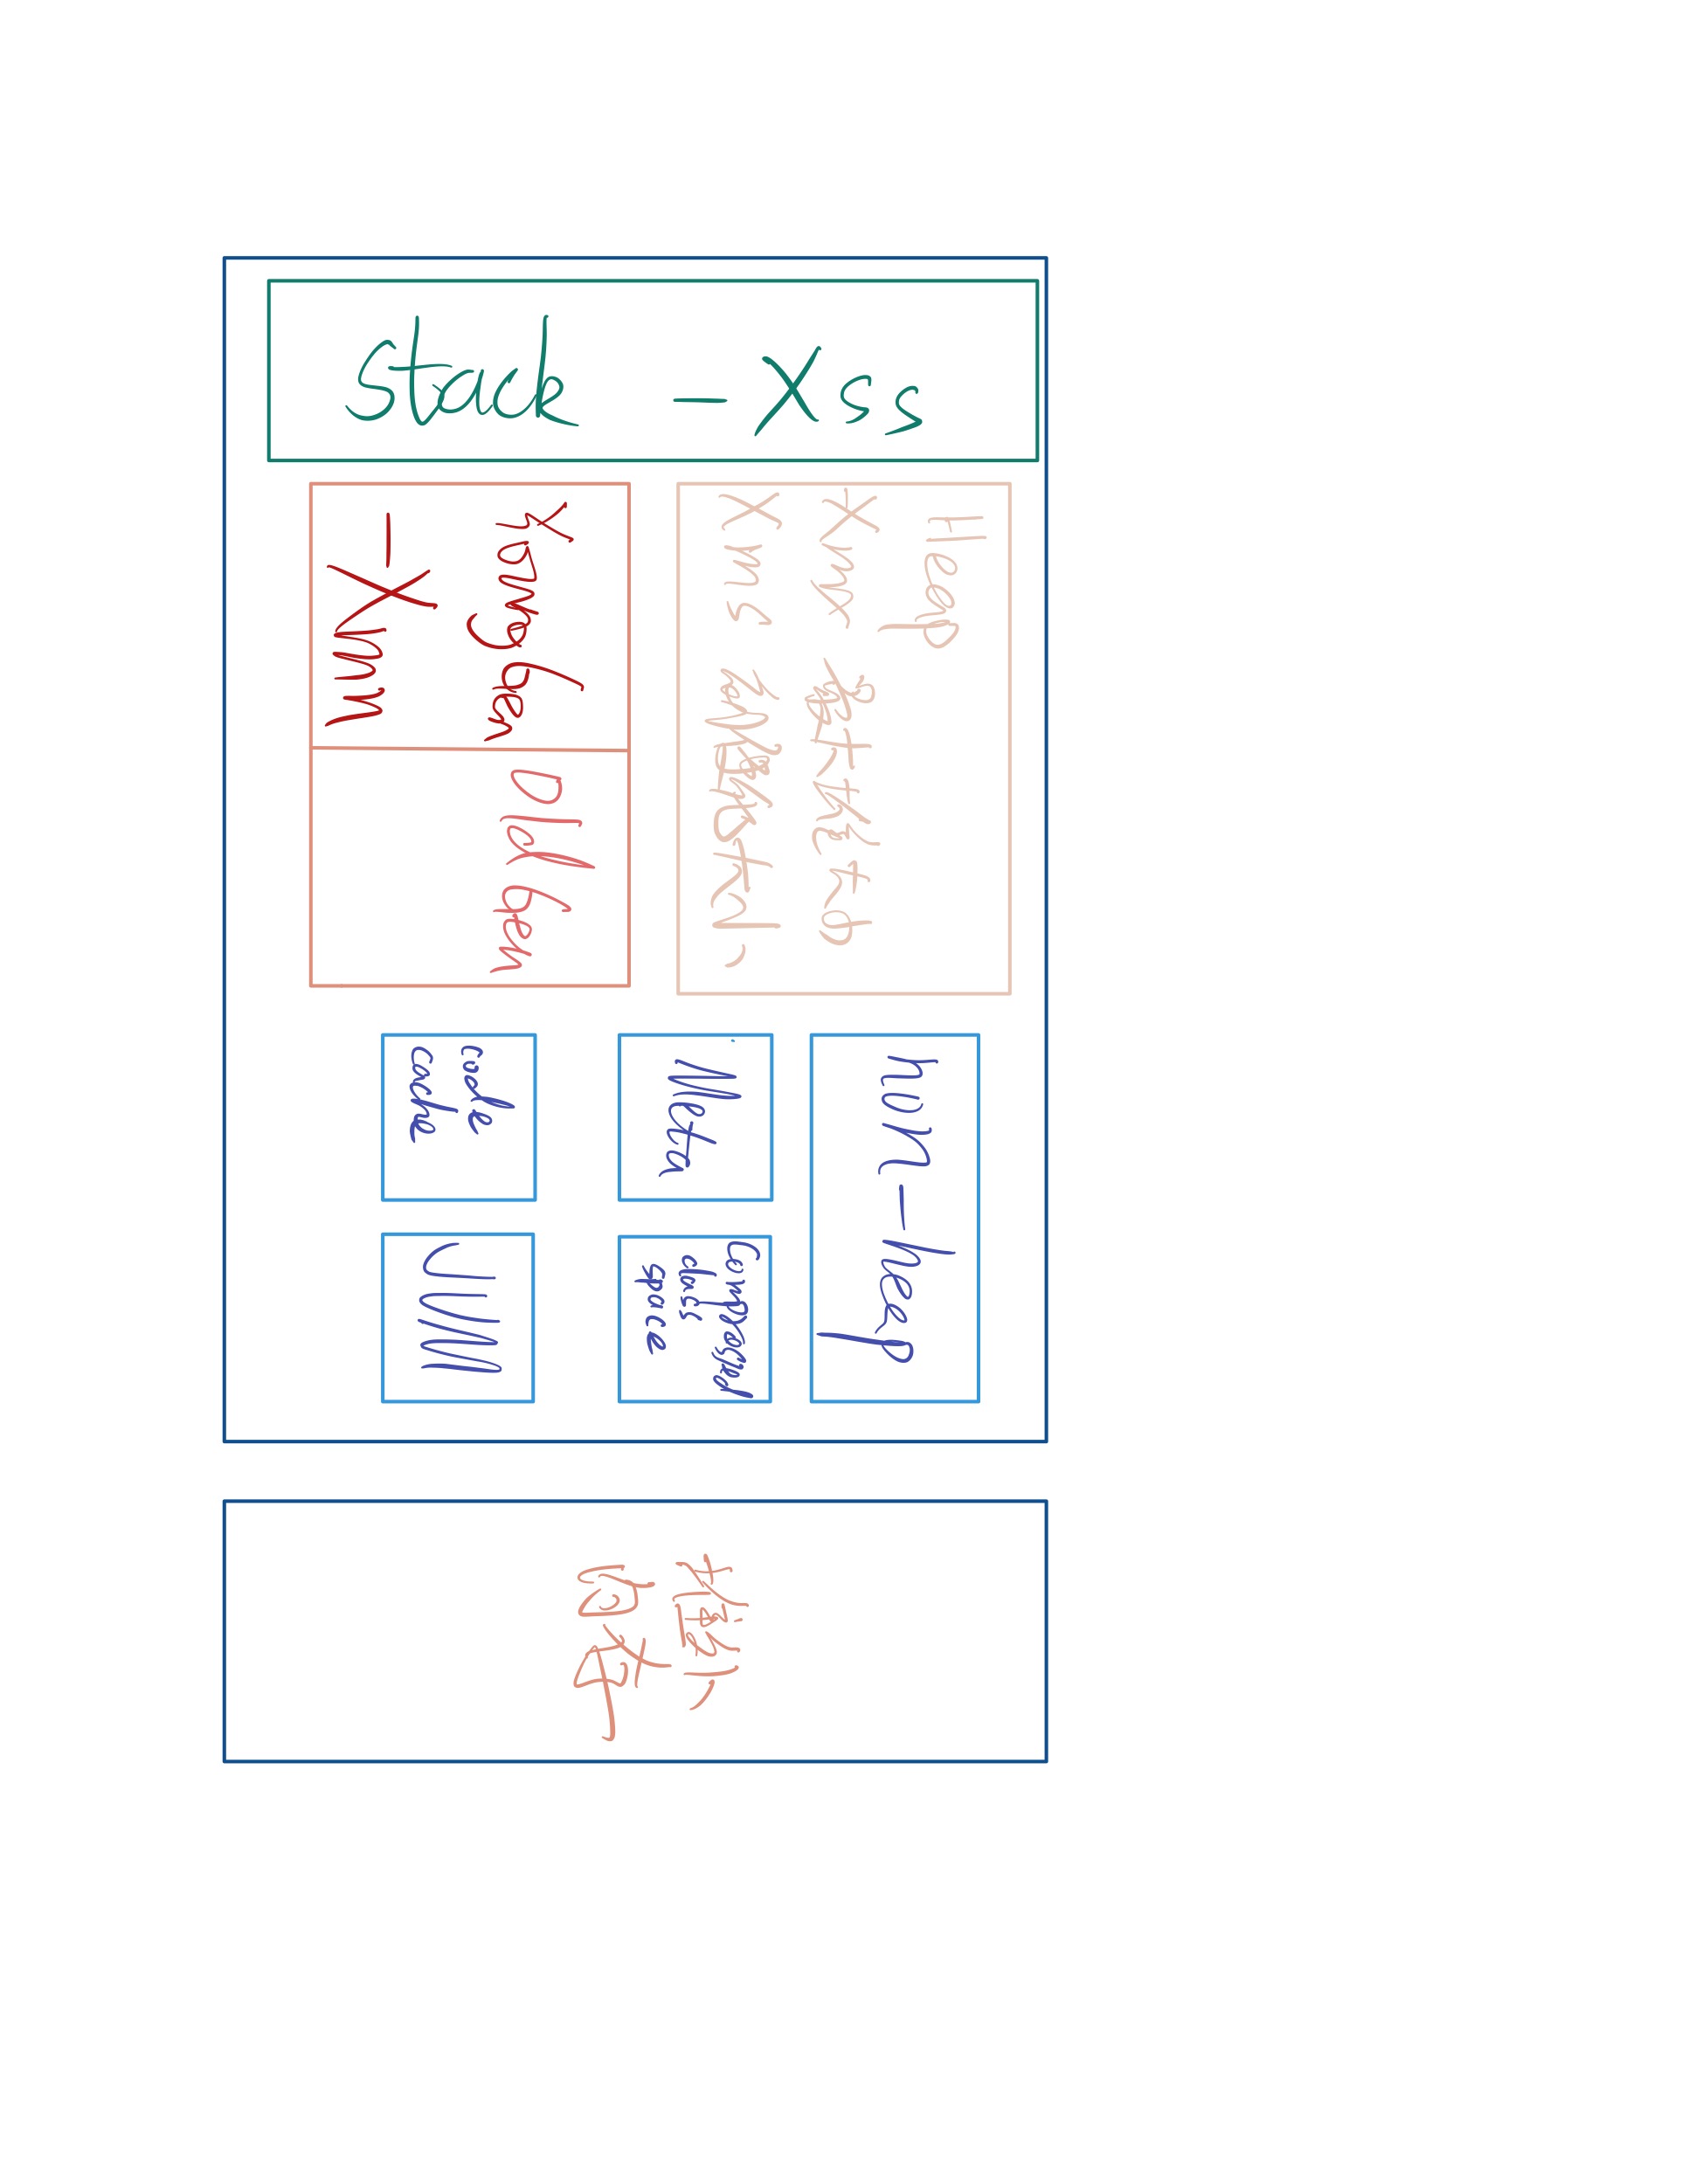 Stack -Xss
Heap
Xmx 最大堆大小
Xms 初始堆大小
Young Gen
-Xmn
Old Gen
non-heap
Meta
Compressed
class
space
code
cache
JVM
堆外
内存